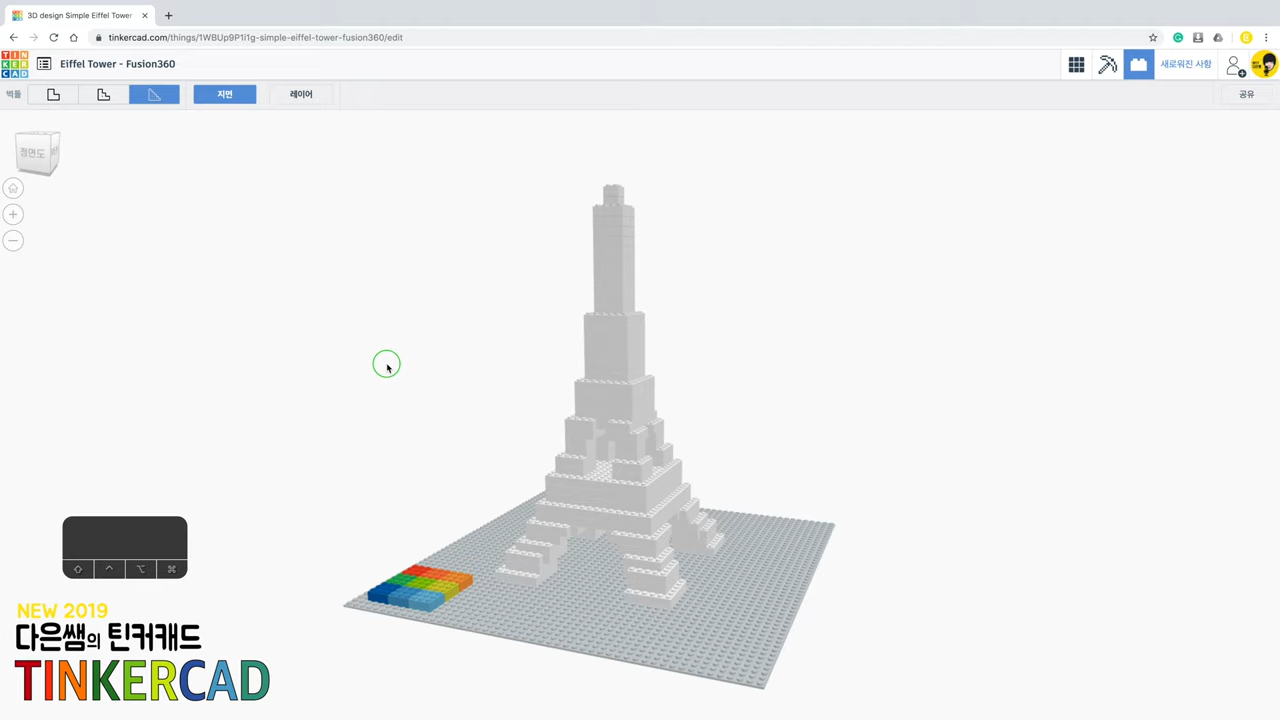 3D design Simple Eiffel Tower
tinkercad.com/things/1WBUp9P1i1g-simple-eiffel-tower-fusion360/edit
TIN
KER
CAD
Eiffel Tower - Fusion360
새로워진 사항
벽돌
지면
레이어
공유
정면도
NEW 2019
다은쌤의 틴커캐드
TINKERCAD